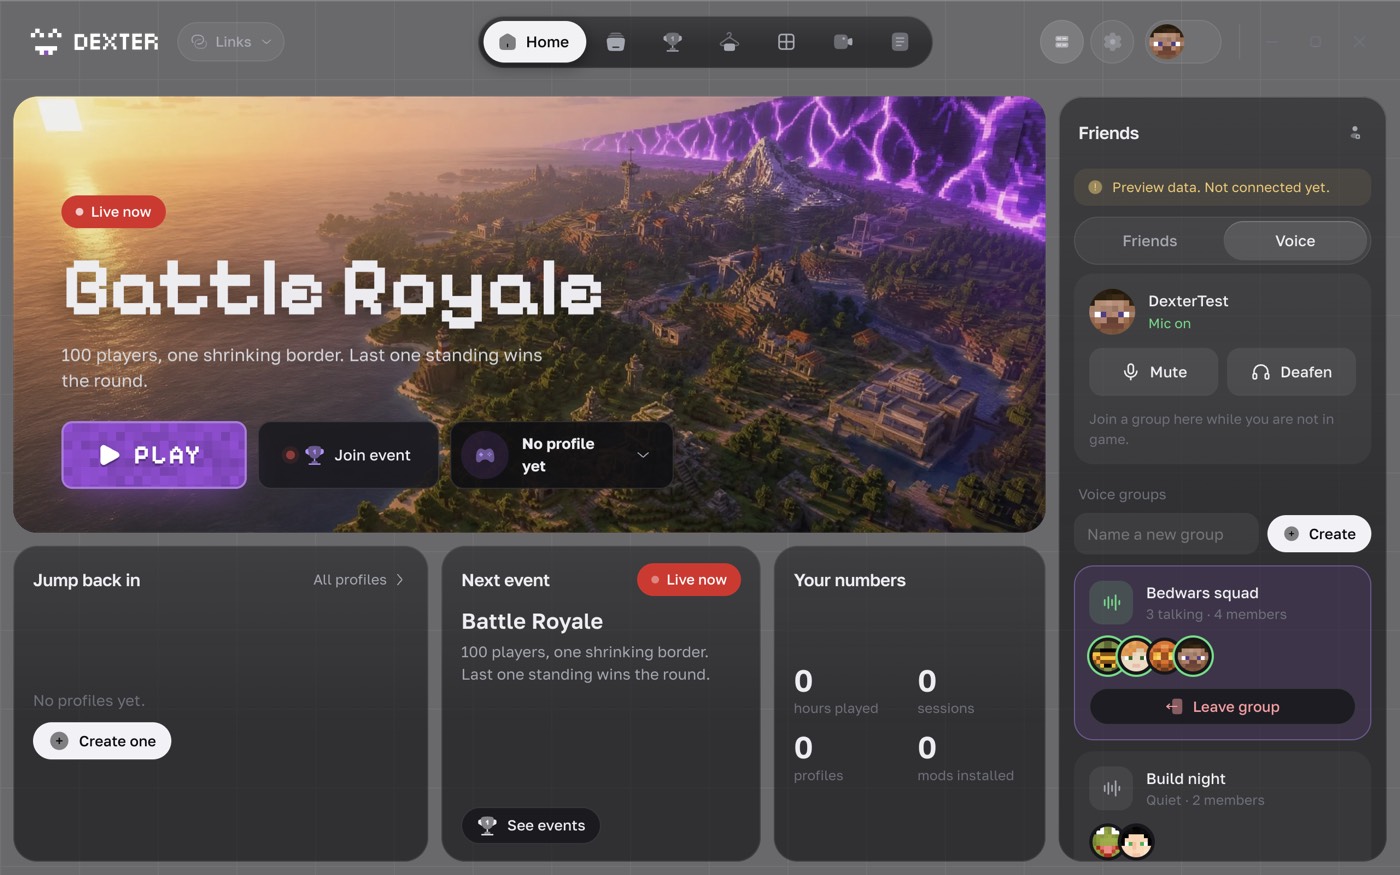 DEXTER
Links
Home
Live now
Battle Royale
100 players, one shrinking border. Last one standing wins
the round.
PLAY
Join event
No profile
yet
Jump back in
All profiles
No profiles yet.
Create one
Next event
Live now
Battle Royale
100 players, one shrinking border.
Last one standing wins the round.
See events
Your numbers
0
hours played
0
sessions
0
profiles
0
mods installed
Friends
Preview data. Not connected yet.
Friends
Voice
DexterTest
Mic on
Mute
Deafen
Join a group here while you are not in
game.
Voice groups
Name a new group
Create
Bedwars squad
3 talking · 4 members
Leave group
Build night
Quiet · 2 members